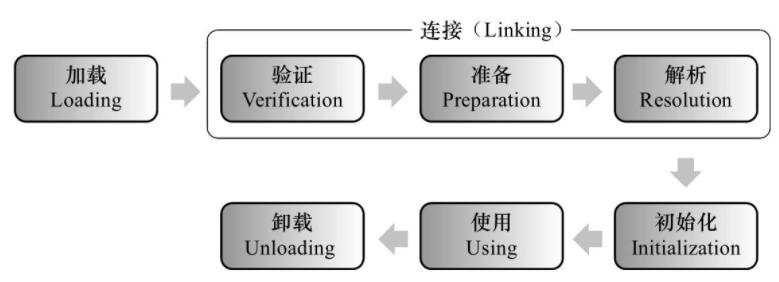 连接（Linking）
加载
Loading
验证
Verification
准备
Preparation
解析
Resolution
初始化
Initialization
使用
Using
卸载
Unloading